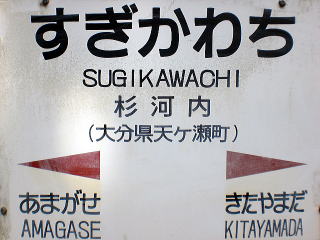 すぎかわち
SUGIKAWACHI
杉河内
(大分県天ケ瀬町)
あまがせ きたやまだ
AMAGASE KITAYAMADA